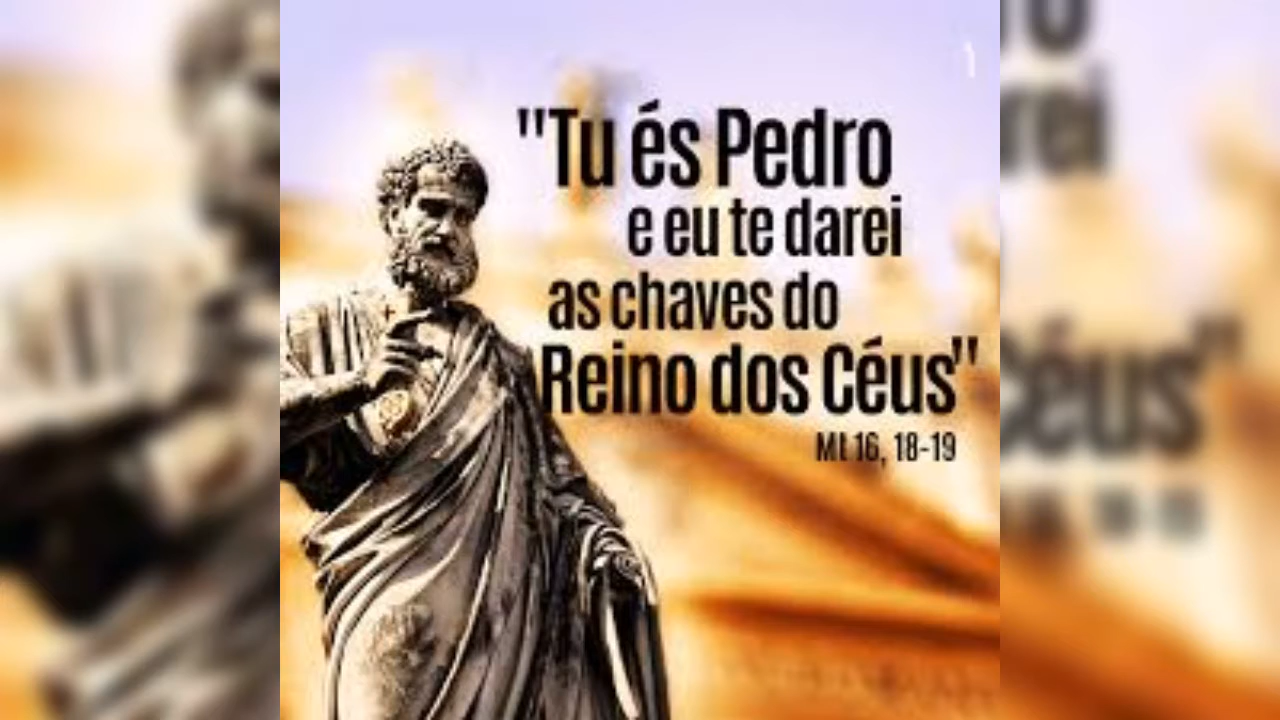 "Tu és Pedro
e eu te darei
as chaves do
Reino dos Céus"
Mt 16, 18-19